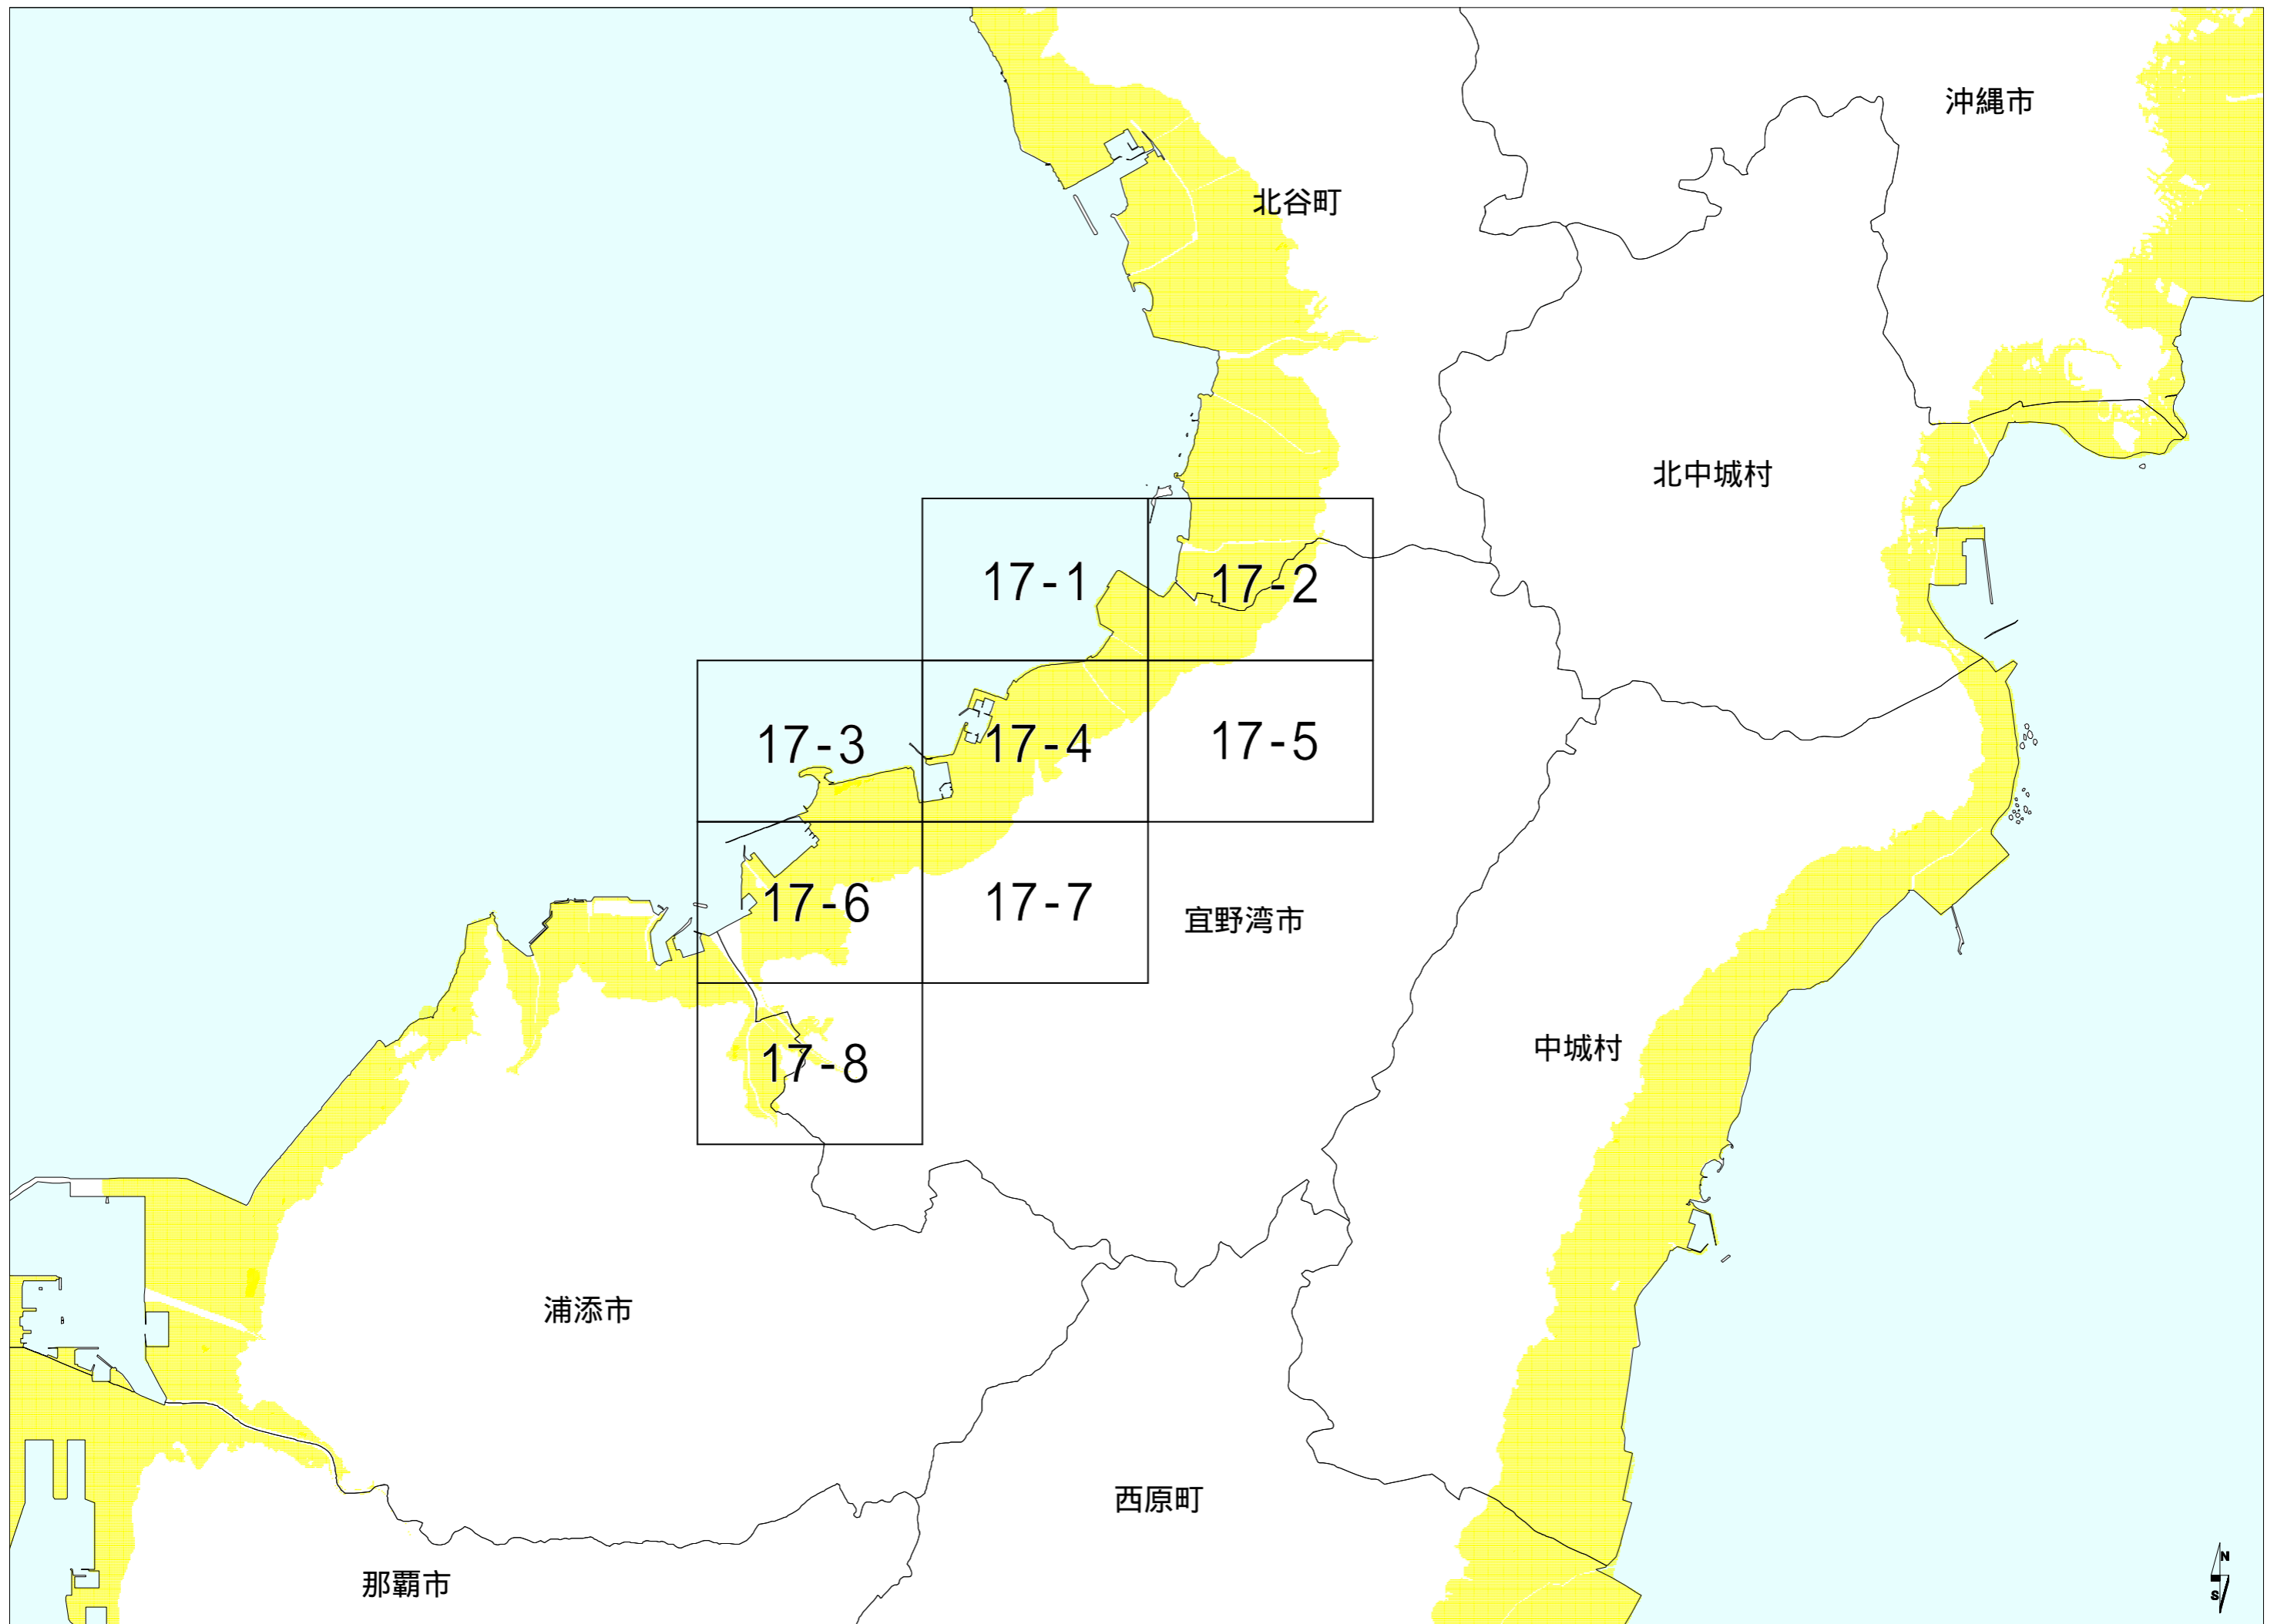 沖縄市
北谷町
北中城村
17-1
17-2
17-3
17-4
17-5
17-6
17-7
宜野湾市
中城村
17-8
浦添市
西原町
那覇市
N
S